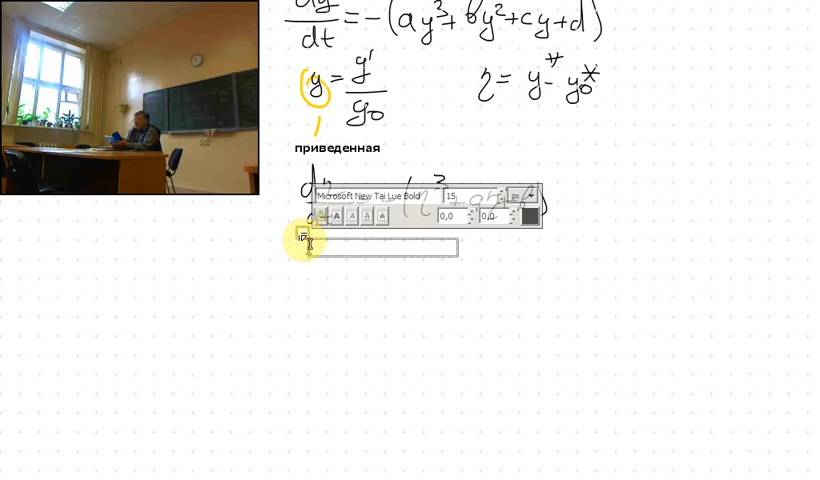 dy/dt = - (ay³ + by² + cy + d)
y = y'/y₀
η = y* - y₀*
приведенная
Microsoft New Tai Lue Bold 15 px
A A A A A 0,0 0,0